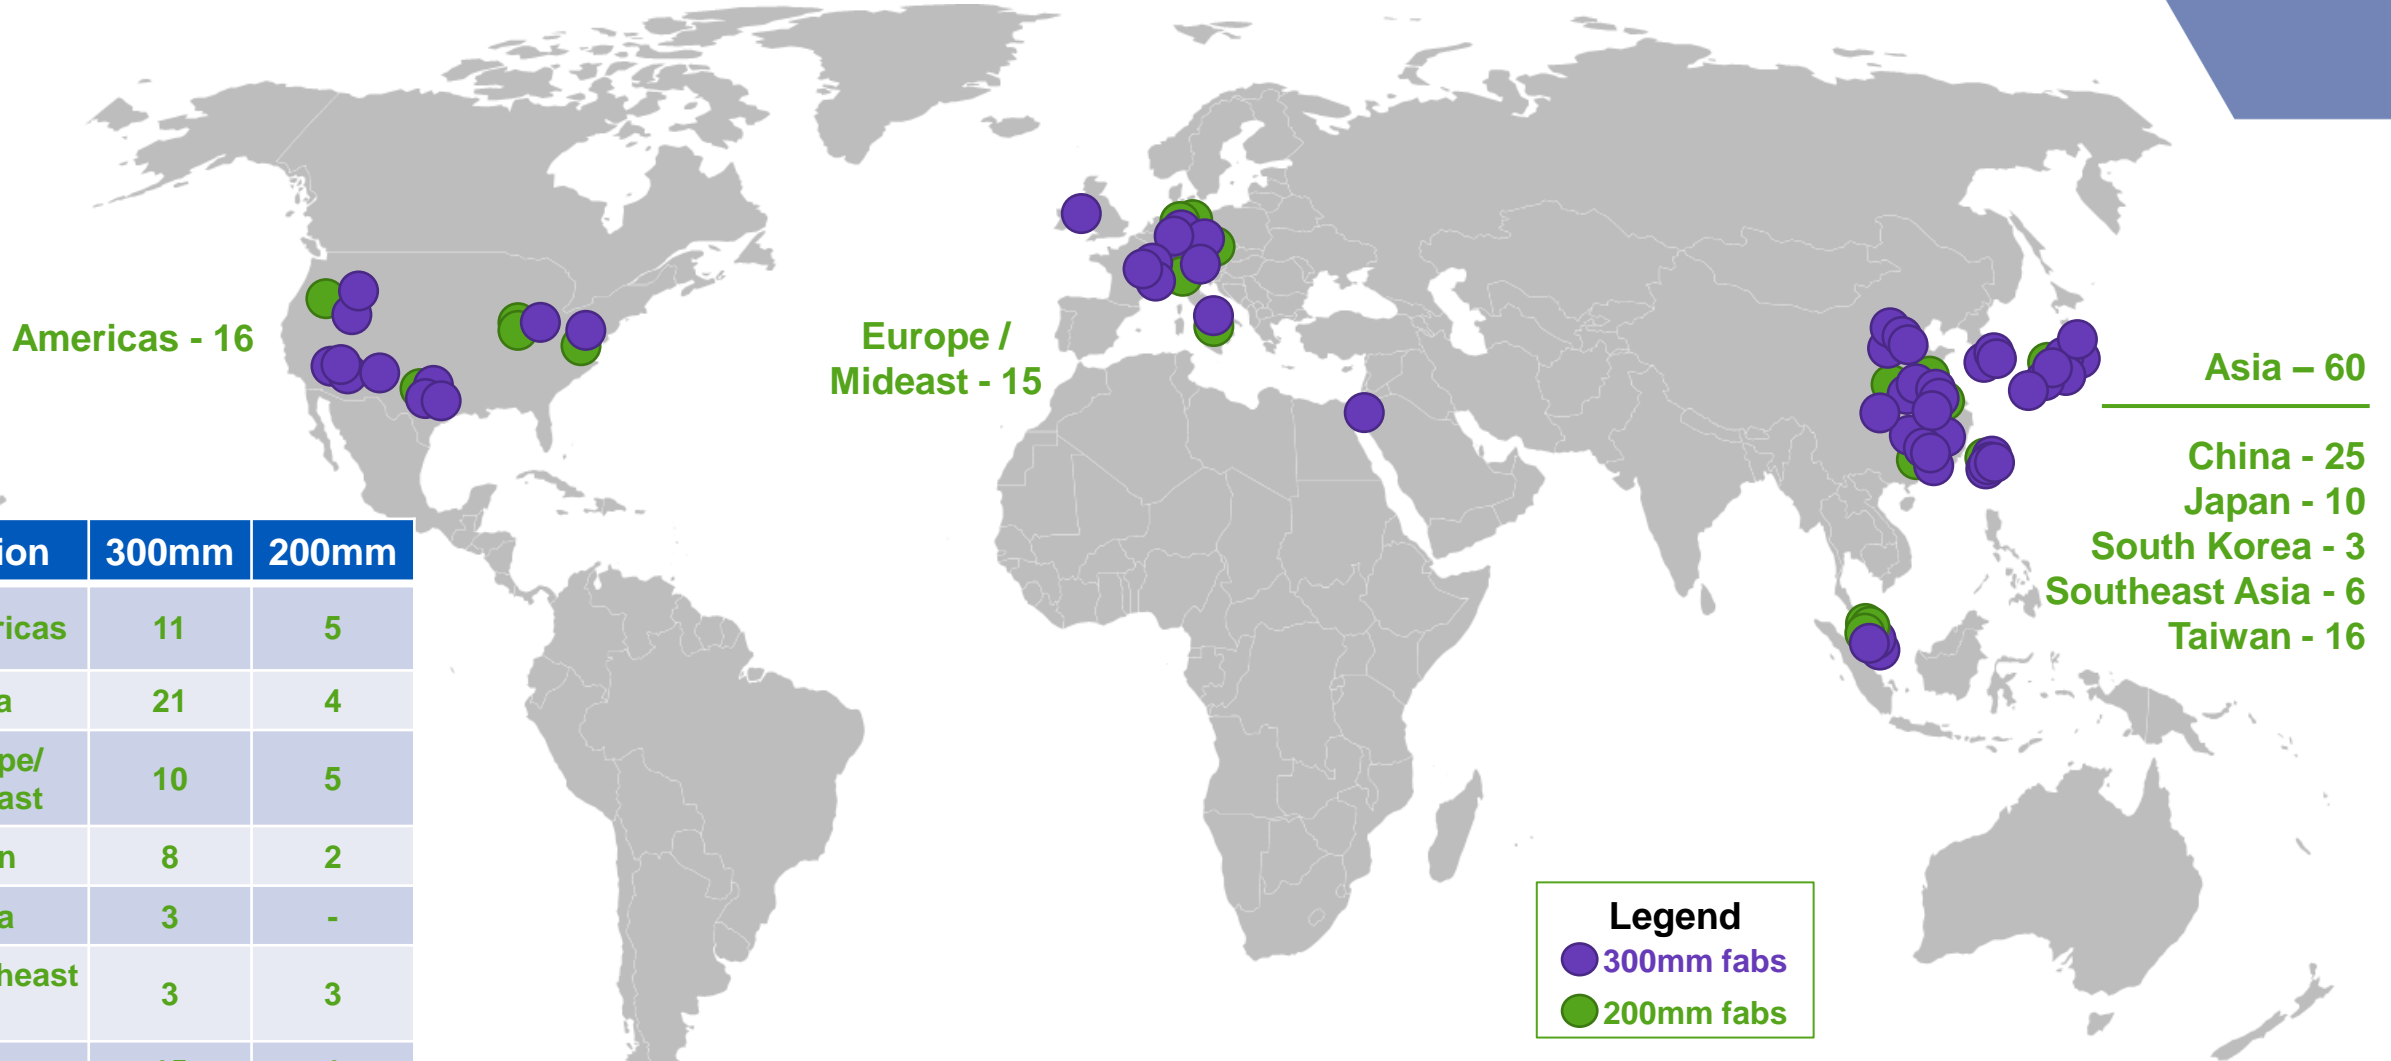 Americas - 16
Europe /
Mideast - 15
Asia – 60
China - 25
Japan - 10
South Korea - 3
Southeast Asia - 6
Taiwan - 16
ion 300mm 200mm
ricas 11 5
a 21 4
pe/
ast 10 5
n 8 2
a 3 -
heast
3 3
Legend
300mm fabs
200mm fabs